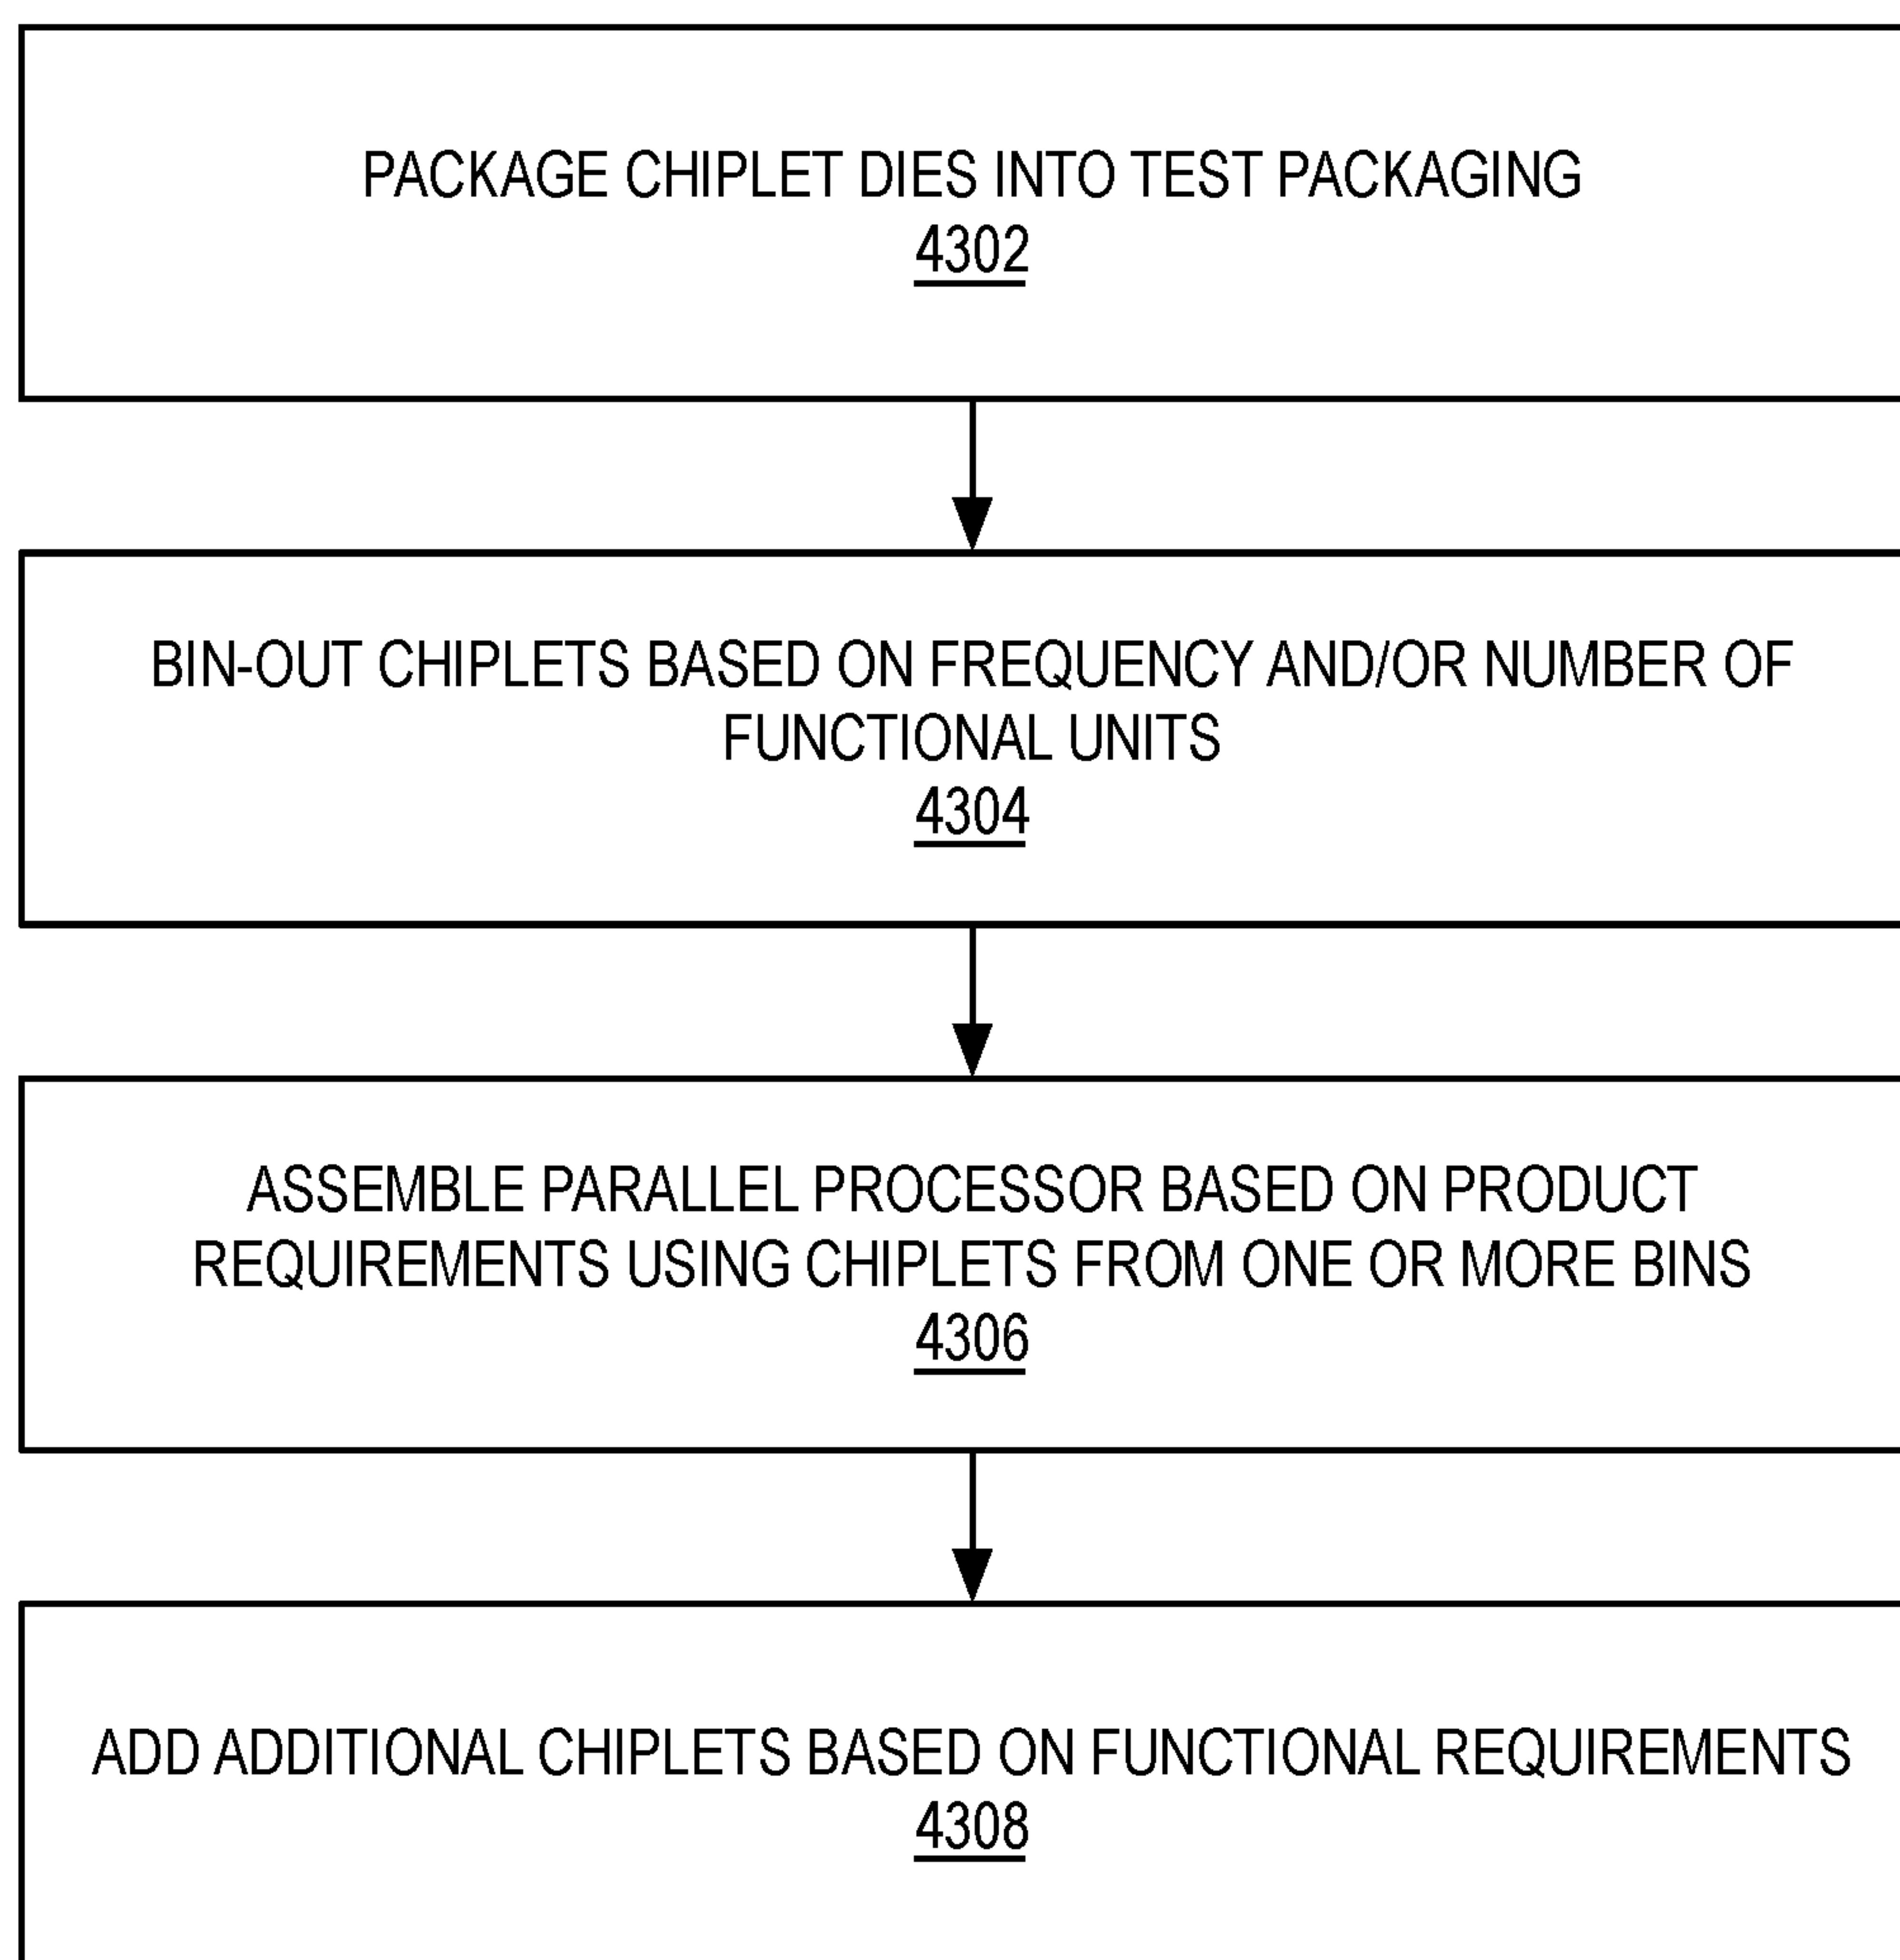 PACKAGE CHIPLET DIES INTO TEST PACKAGING
4302
BIN-OUT CHIPLETS BASED ON FREQUENCY AND/OR NUMBER OF
FUNCTIONAL UNITS
4304
ASSEMBLE PARALLEL PROCESSOR BASED ON PRODUCT
REQUIREMENTS USING CHIPLETS FROM ONE OR MORE BINS
4306
ADD ADDITIONAL CHIPLETS BASED ON FUNCTIONAL REQUIREMENTS
4308